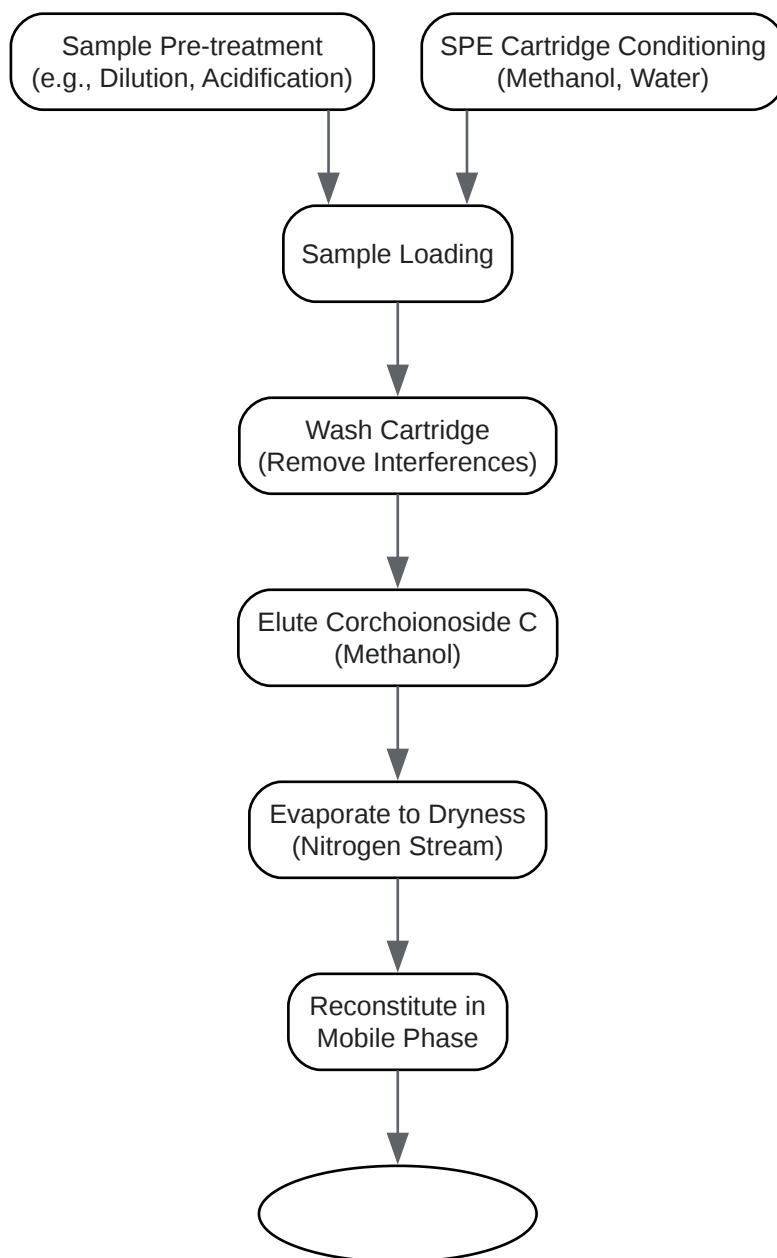 Sample Pre-treatment
(e.g., Dilution, Acidification)
SPE Cartridge Conditioning
(Methanol, Water)
Sample Loading
Wash Cartridge
(Remove Interferences)
Elute Corchoionoside C
(Methanol)
Evaporate to Dryness
(Nitrogen Stream)
Reconstitute in
Mobile Phase